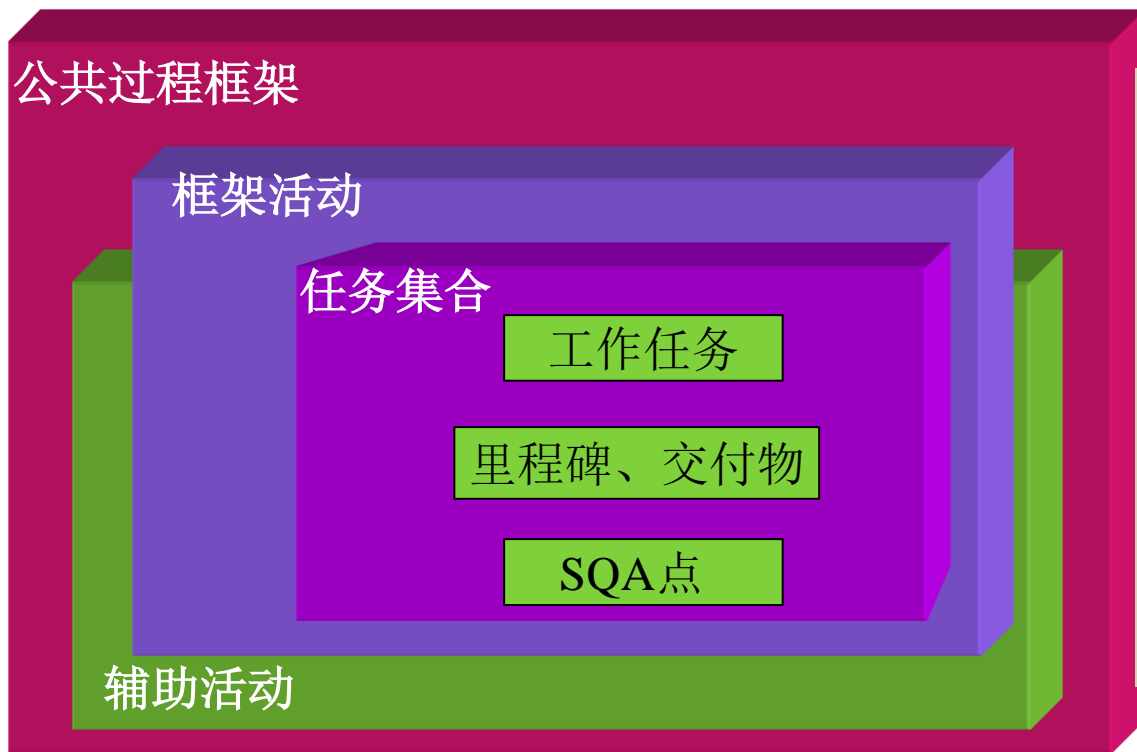 公共过程框架
框架活动
任务集合
工作任务
里程碑、交付物
SQA点
辅助活动